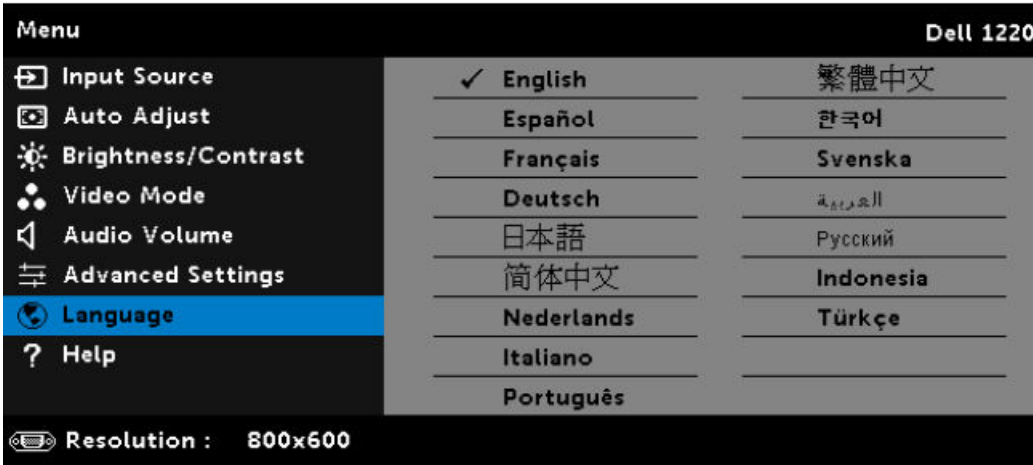 Menu
Dell 1220
Input Source
Auto Adjust
Brightness/Contrast
Video Mode
Audio Volume
Advanced Settings
Language
? Help
✓ English
Español
Français
Deutsch
日本語
简体中文
Nederlands
Italiano
Português
繁體中文
한국어
Svenska
العربية
Русский
Indonesia
Türkçe
Resolution : 800x600